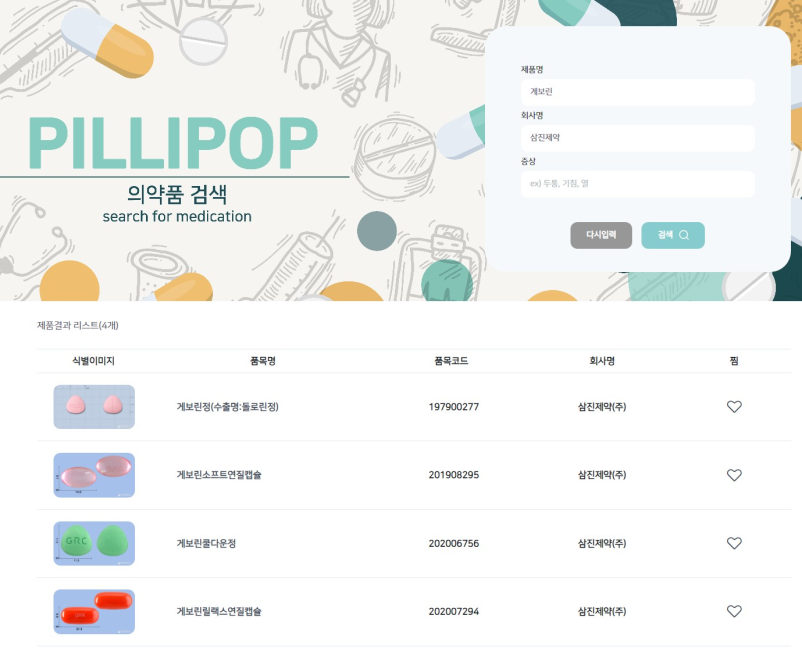 PILLIPOP
의약품 검색
search for medication
제품명
게보린
회사명
삼진제약
증상
ex) 두통, 기침, 열
다시입력 검색
제품결과 리스트(4개)
식별이미지 품목명 품목코드 회사명 찜
게보린정(수출명:돌로린정) 197900277 삼진제약(주)
게보린소프트연질캡슐 201908295 삼진제약(주)
GRC
게보린쿨다운정 202006756 삼진제약(주)
게보린릴랙스연질캡슐 202007294 삼진제약(주)